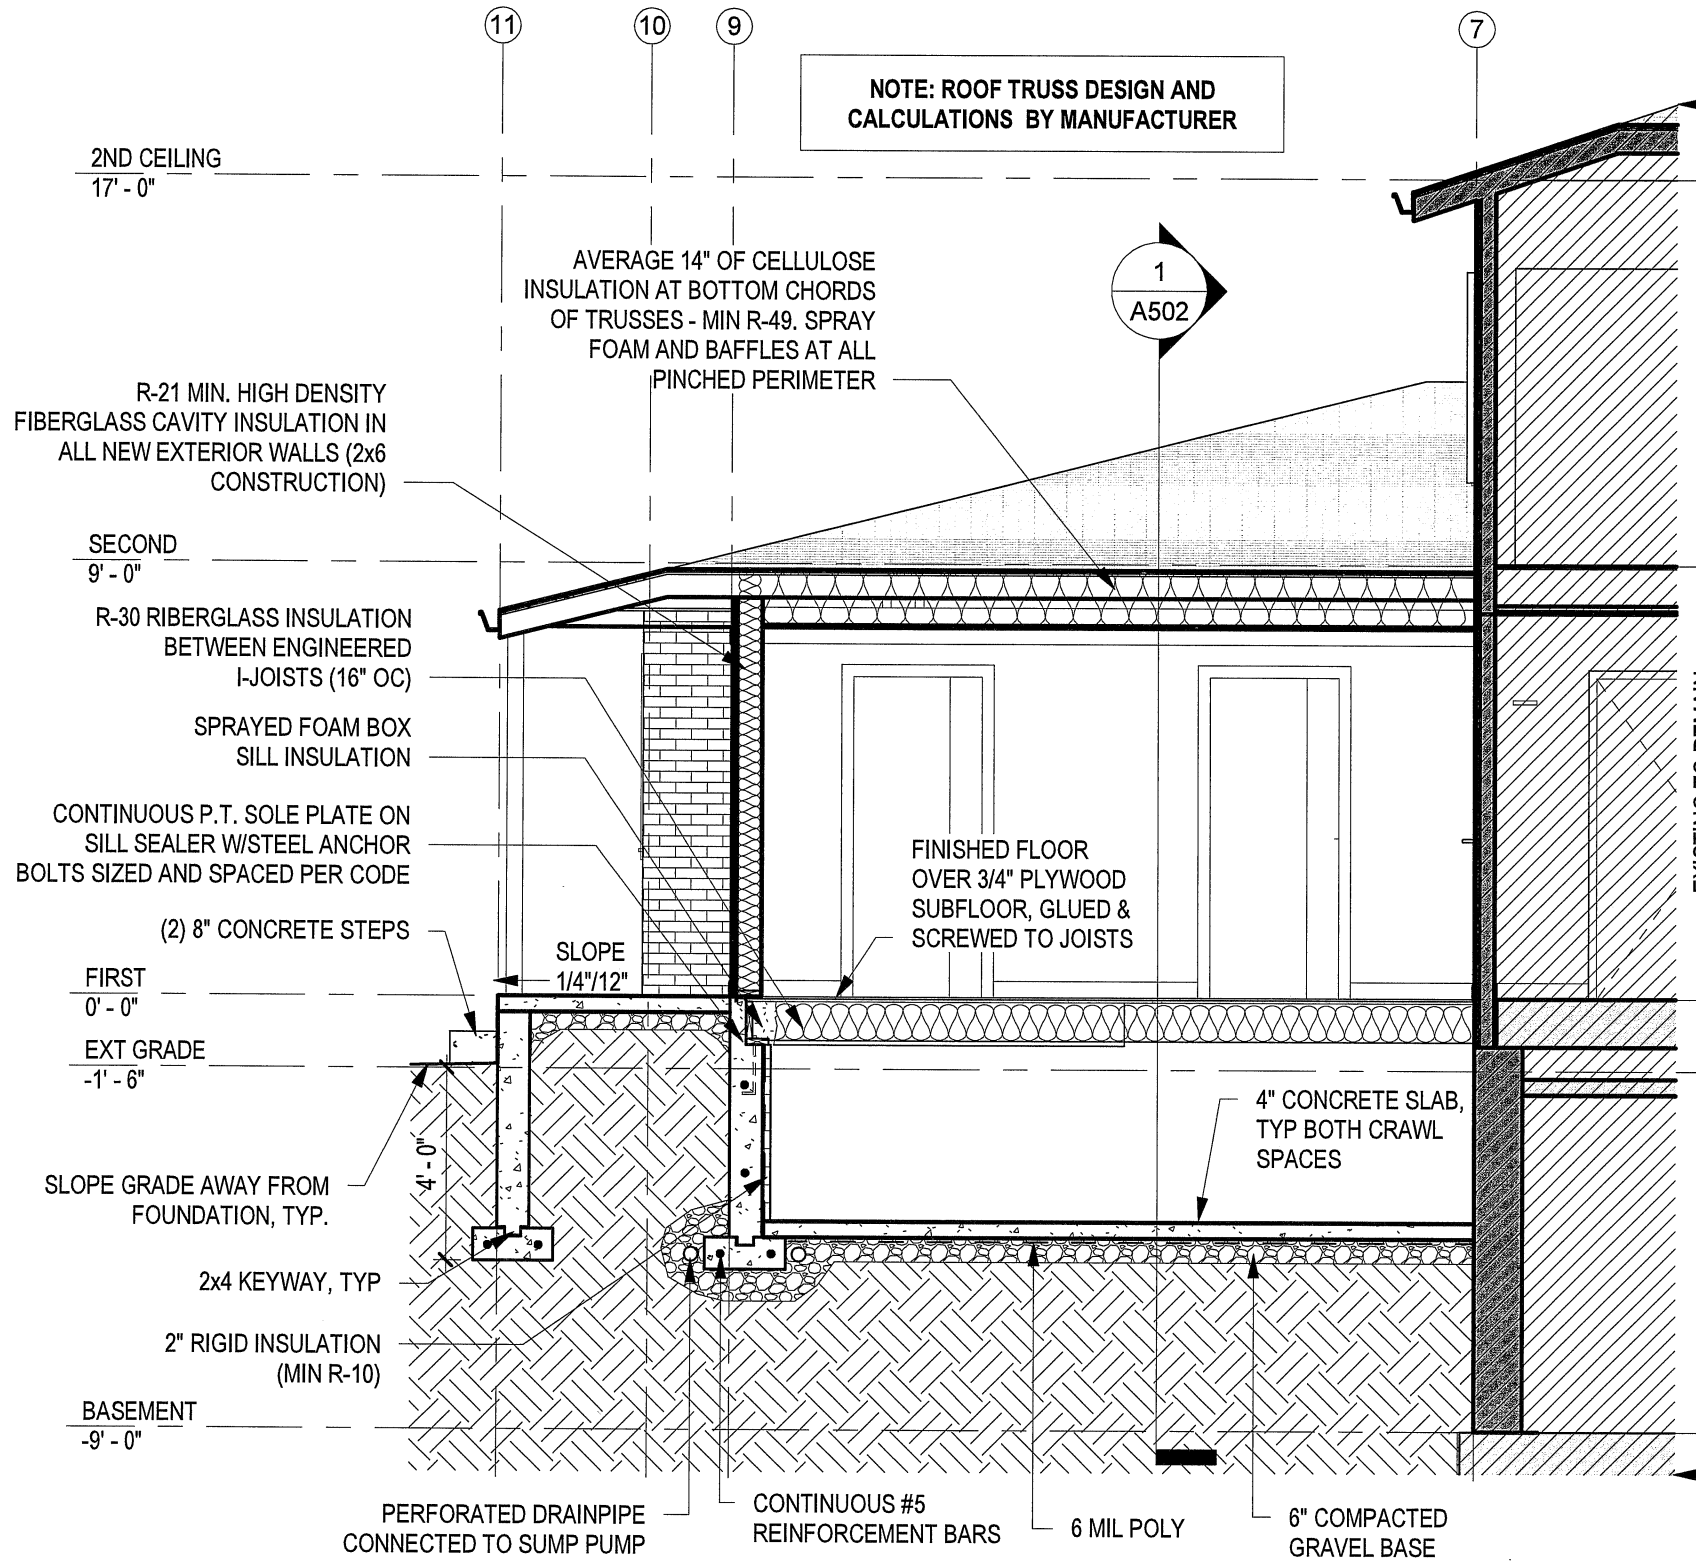 11
10
9
7
NOTE: ROOF TRUSS DESIGN AND
CALCULATIONS BY MANUFACTURER
2ND CEILING
17' - 0"
AVERAGE 14" OF CELLULOSE
INSULATION AT BOTTOM CHORDS
OF TRUSSES - MIN R-49. SPRAY
FOAM AND BAFFLES AT ALL
PINCHED PERIMETER
1
A502
R-21 MIN. HIGH DENSITY
FIBERGLASS CAVITY INSULATION IN
ALL NEW EXTERIOR WALLS (2x6
CONSTRUCTION)
SECOND
9' - 0"
R-30 RIBERGLASS INSULATION
BETWEEN ENGINEERED
I-JOISTS (16" OC)
SPRAYED FOAM BOX
SILL INSULATION
CONTINUOUS P.T. SOLE PLATE ON
SILL SEALER W/STEEL ANCHOR
BOLTS SIZED AND SPACED PER CODE
FINISHED FLOOR
OVER 3/4" PLYWOOD
SUBFLOOR, GLUED &
SCREWED TO JOISTS
(2) 8" CONCRETE STEPS
SLOPE
1/4"/12"
FIRST
0' - 0"
EXT GRADE
-1' - 6"
4' - 0"
4" CONCRETE SLAB,
TYP BOTH CRAWL
SPACES
SLOPE GRADE AWAY FROM
FOUNDATION, TYP.
2x4 KEYWAY, TYP
2" RIGID INSULATION
(MIN R-10)
BASEMENT
-9' - 0"
PERFORATED DRAINPIPE
CONNECTED TO SUMP PUMP
CONTINUOUS #5
REINFORCEMENT BARS
6 MIL POLY
6" COMPACTED
GRAVEL BASE